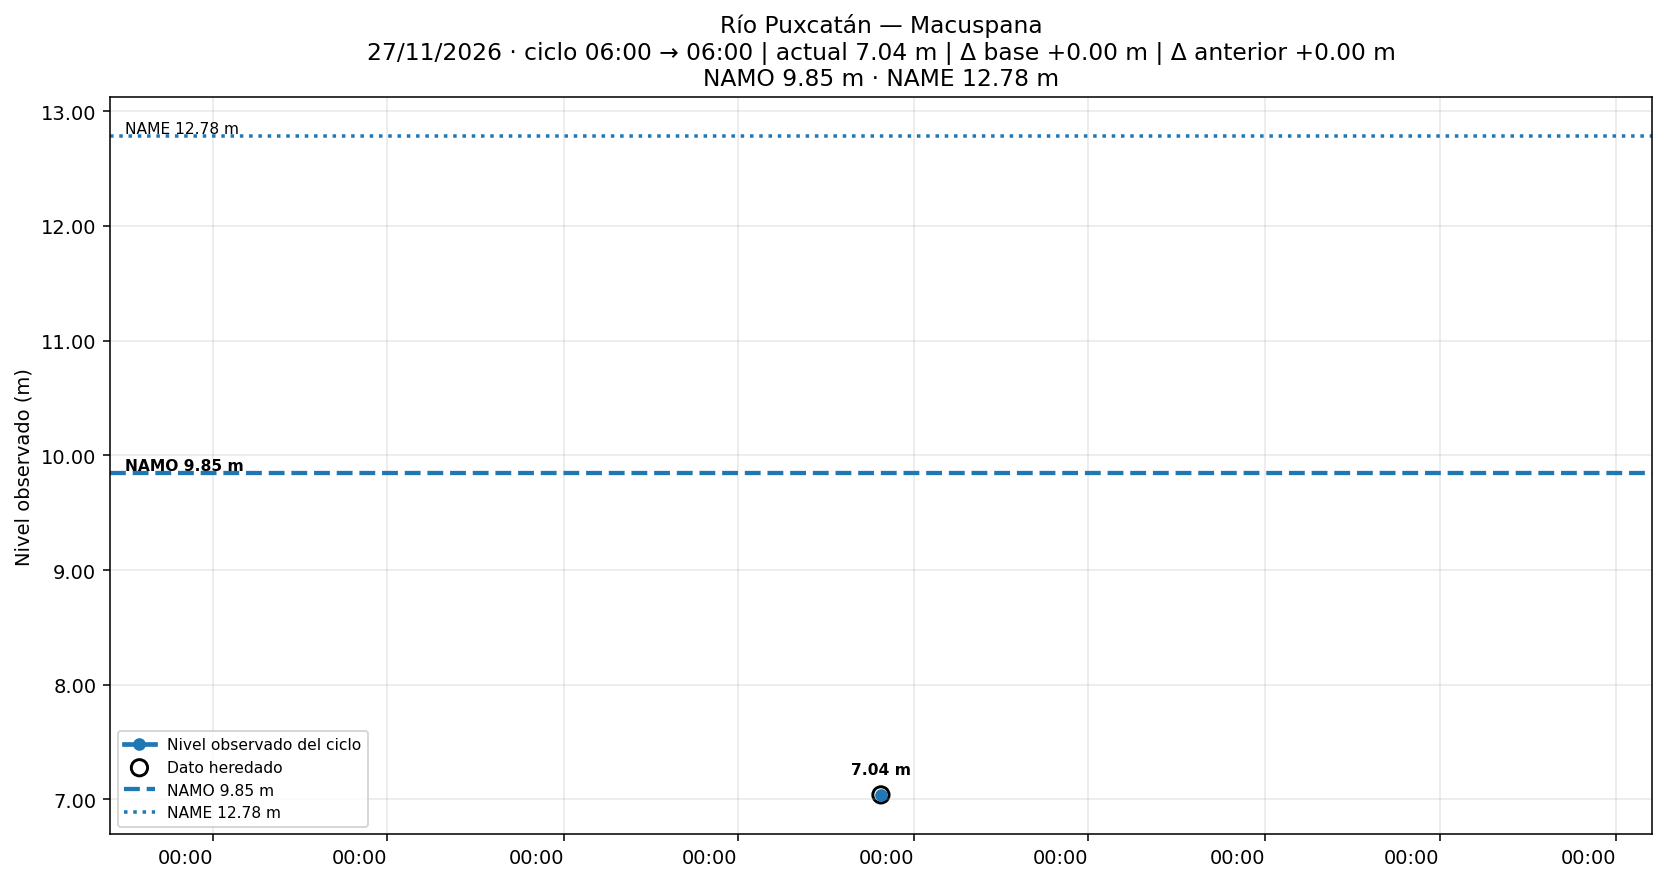 Río Puxcatán — Macuspana
27/11/2026 · ciclo 06:00 → 06:00 | actual 7.04 m | Δ base +0.00 m | Δ anterior +0.00 m
NAMO 9.85 m · NAME 12.78 m
Nivel observado (m)
13.00
12.00
11.00
10.00
9.00
8.00
7.00
NAME 12.78 m
NAMO 9.85 m
7.04 m
Nivel observado del ciclo
Dato heredado
NAMO 9.85 m
NAME 12.78 m
00:00 00:00 00:00 00:00 00:00 00:00 00:00 00:00 00:00